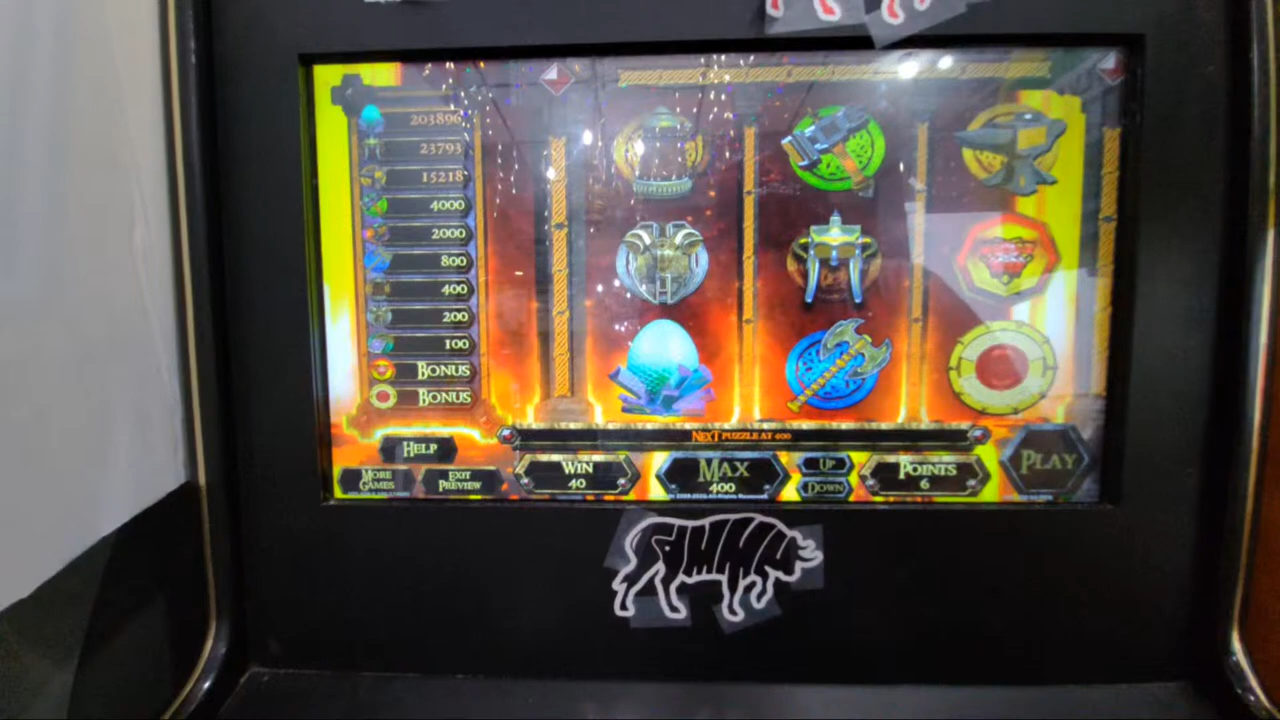 203896
23793
15218
4000
2000
800
400
200
100
BONUS
BONUS
NEXT PUZZLE AT 400
HELP
MORE GAMES
EXIT PREVIEW
WIN
40
MAX
400
UP
DOWN
POINTS
6
PLAY